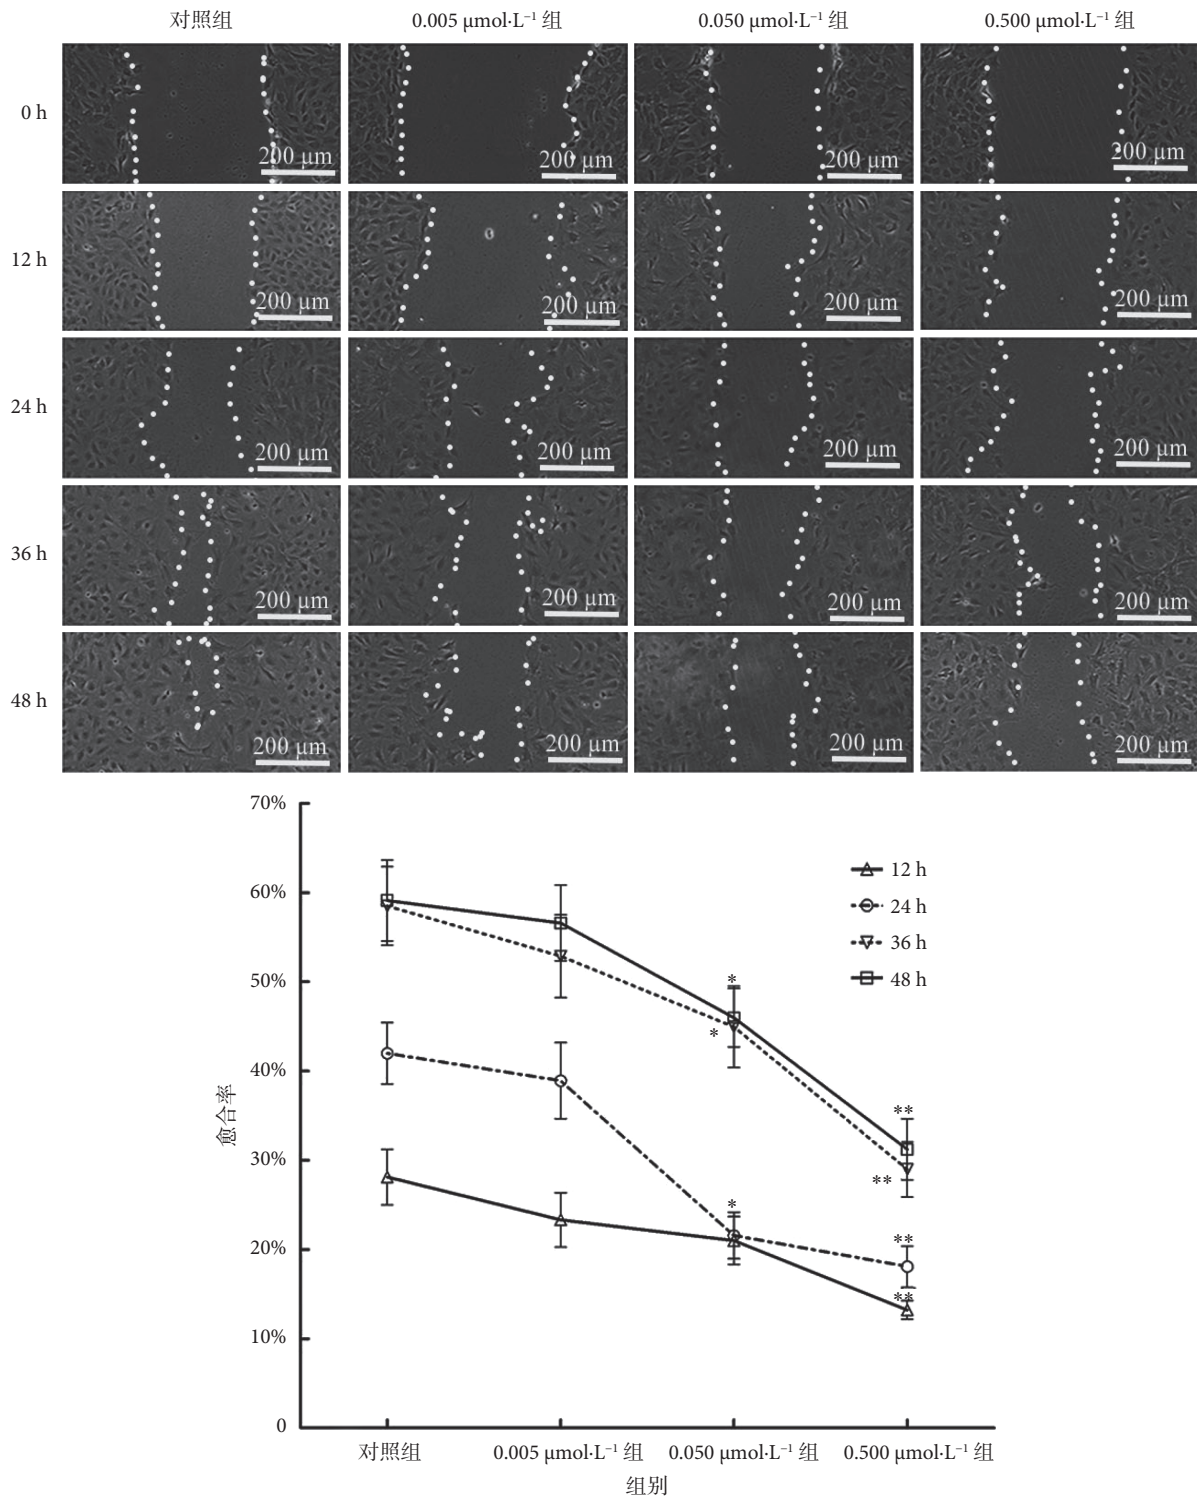 对照组 0.005 μmol·L⁻¹ 组 0.050 μmol·L⁻¹ 组 0.500 μmol·L⁻¹ 组
0 h 200 μm 200 μm 200 μm 200 μm
12 h 200 μm 200 μm 200 μm 200 μm
24 h 200 μm 200 μm 200 μm 200 μm
36 h 200 μm 200 μm 200 μm 200 μm
48 h 200 μm 200 μm 200 μm 200 μm
70%
60%
50%
40%
30%
20%
10%
0
愈合率
12 h
24 h
36 h
48 h
*
*
**
**
*
**
**
对照组 0.005 μmol·L⁻¹ 组 0.050 μmol·L⁻¹ 组 0.500 μmol·L⁻¹ 组
组别